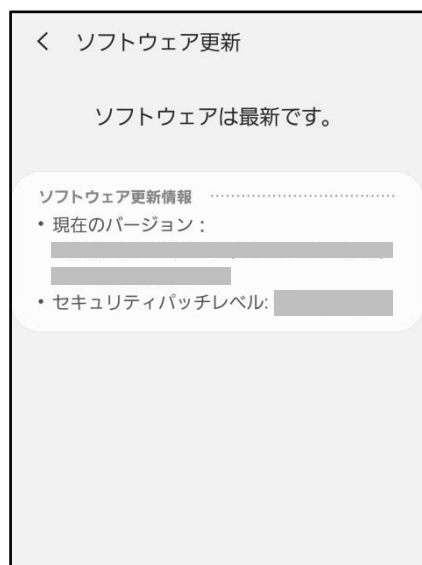 ソフトウェア更新
ソフトウェアは最新です。
ソフトウェア更新情報
• 現在のバージョン :
• セキュリティパッチレベル: